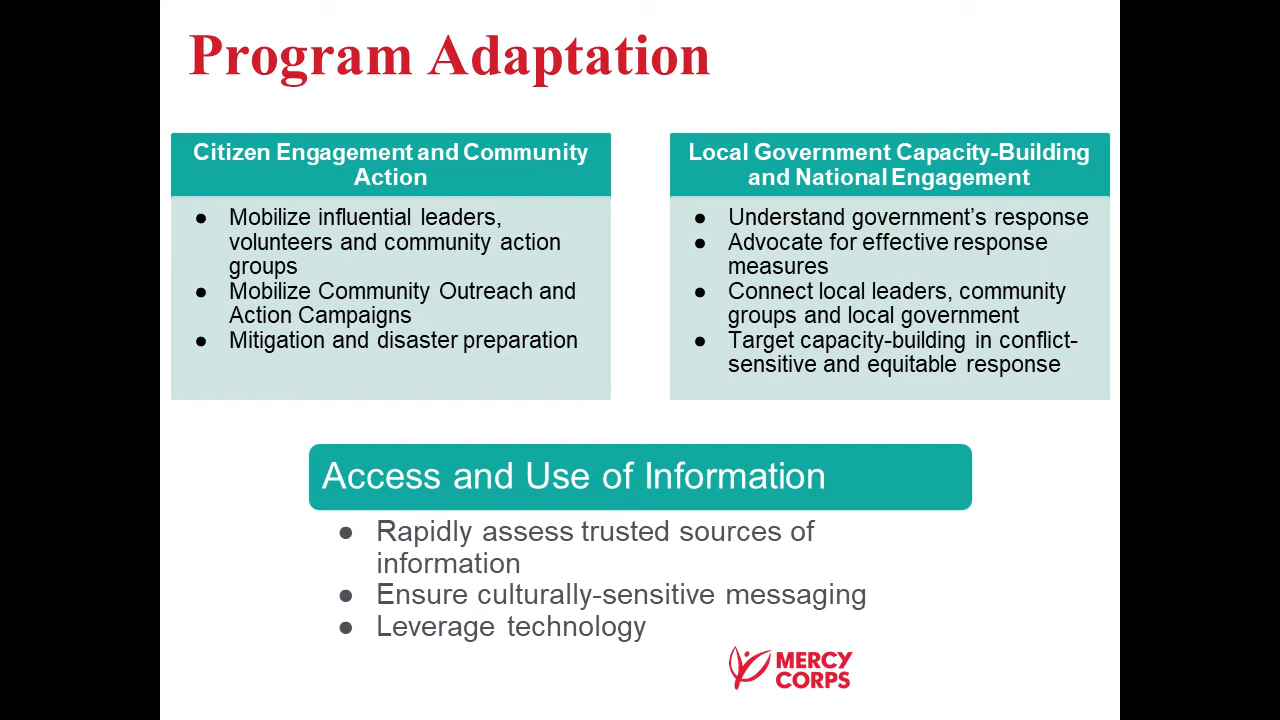 Program Adaptation
Citizen Engagement and Community
Action
● Mobilize influential leaders,
volunteers and community action
groups
● Mobilize Community Outreach and
Action Campaigns
● Mitigation and disaster preparation
Local Government Capacity-Building
and National Engagement
● Understand government’s response
● Advocate for effective response
measures
● Connect local leaders, community
groups and local government
● Target capacity-building in conflict-
sensitive and equitable response
Access and Use of Information
● Rapidly assess trusted sources of
information
● Ensure culturally-sensitive messaging
● Leverage technology
MERCY
CORPS